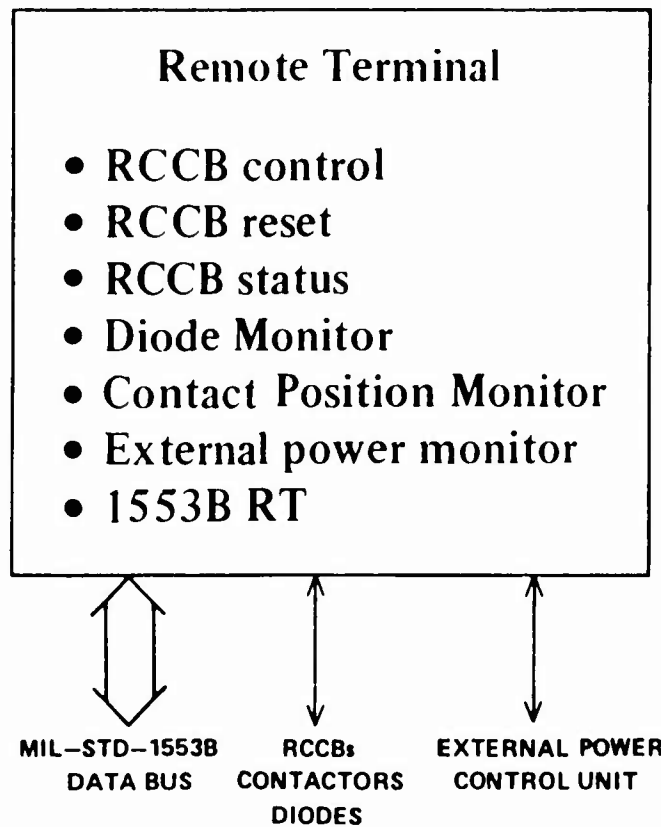 Remote Terminal
• RCCB control
• RCCB reset
• RCCB status
• Diode Monitor
• Contact Position Monitor
• External power monitor
• 1553B RT
MIL-STD-1553B
DATA BUS
RCCBs
CONTACTORS
DIODES
EXTERNAL POWER
CONTROL UNIT